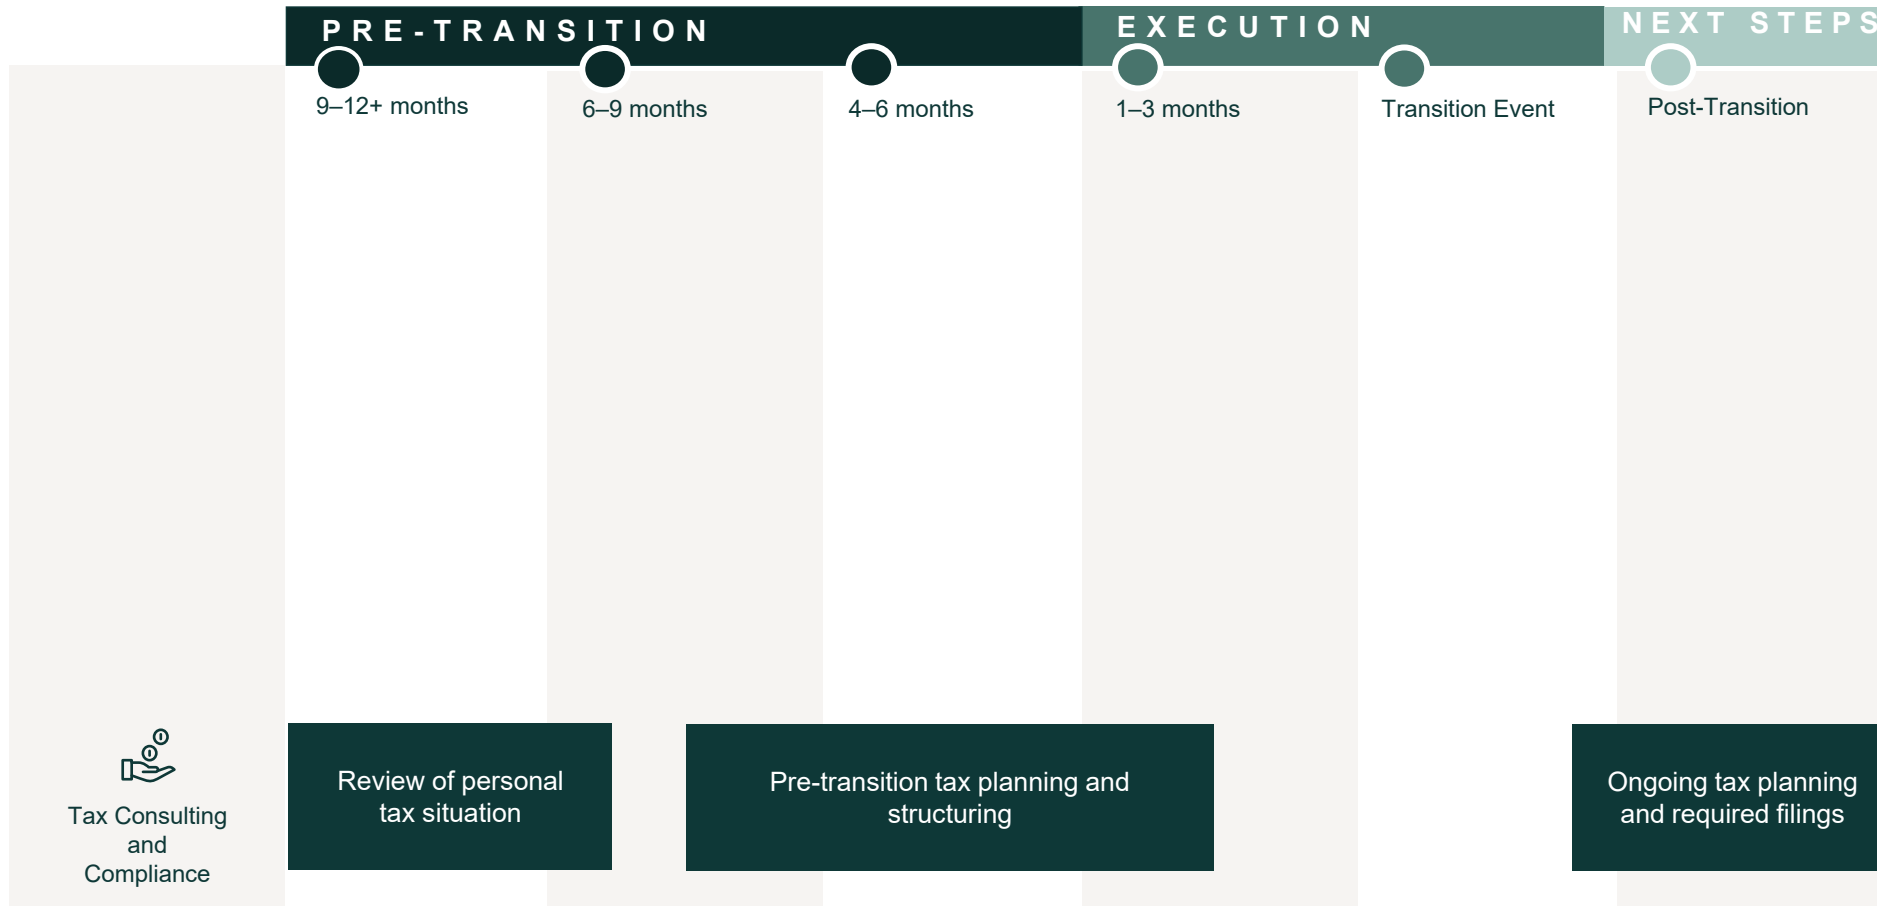 PRE-TRANSITION
EXECUTION
NEXT STEPS
9–12+ months
6–9 months
4–6 months
1–3 months
Transition Event
Post-Transition
Tax Consulting
and
Compliance
Review of personal
tax situation
Pre-transition tax planning and
structuring
Ongoing tax planning
and required filings